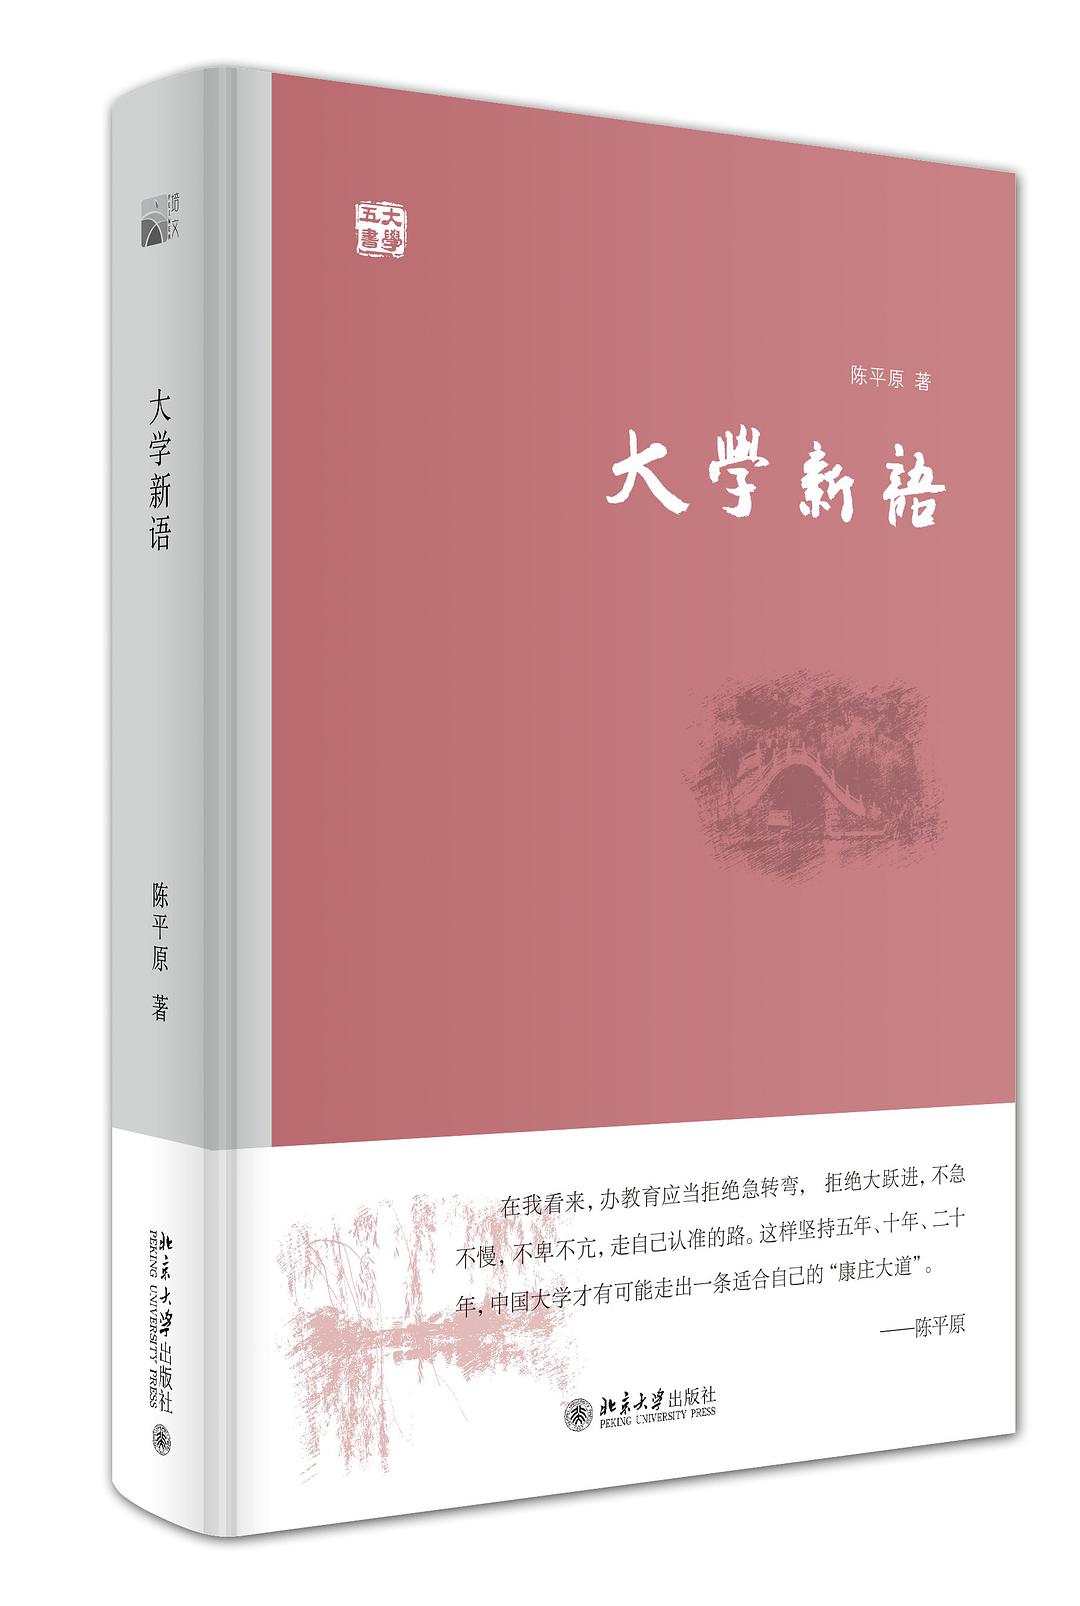 培文
大学新语
陈平原 著
北京大学出版社
PEKING UNIVERSITY PRESS
大學
五書
陈平原 著
大學新語
在我看来，办教育应当拒绝急转弯， 拒绝大跃进，不急
不慢，不卑不亢，走自己认准的路。这样坚持五年、十年、二十
年，中国大学才有可能走出一条适合自己的“康庄大道”。
——陈平原
北京大学出版社
PEKING UNIVERSITY PRESS